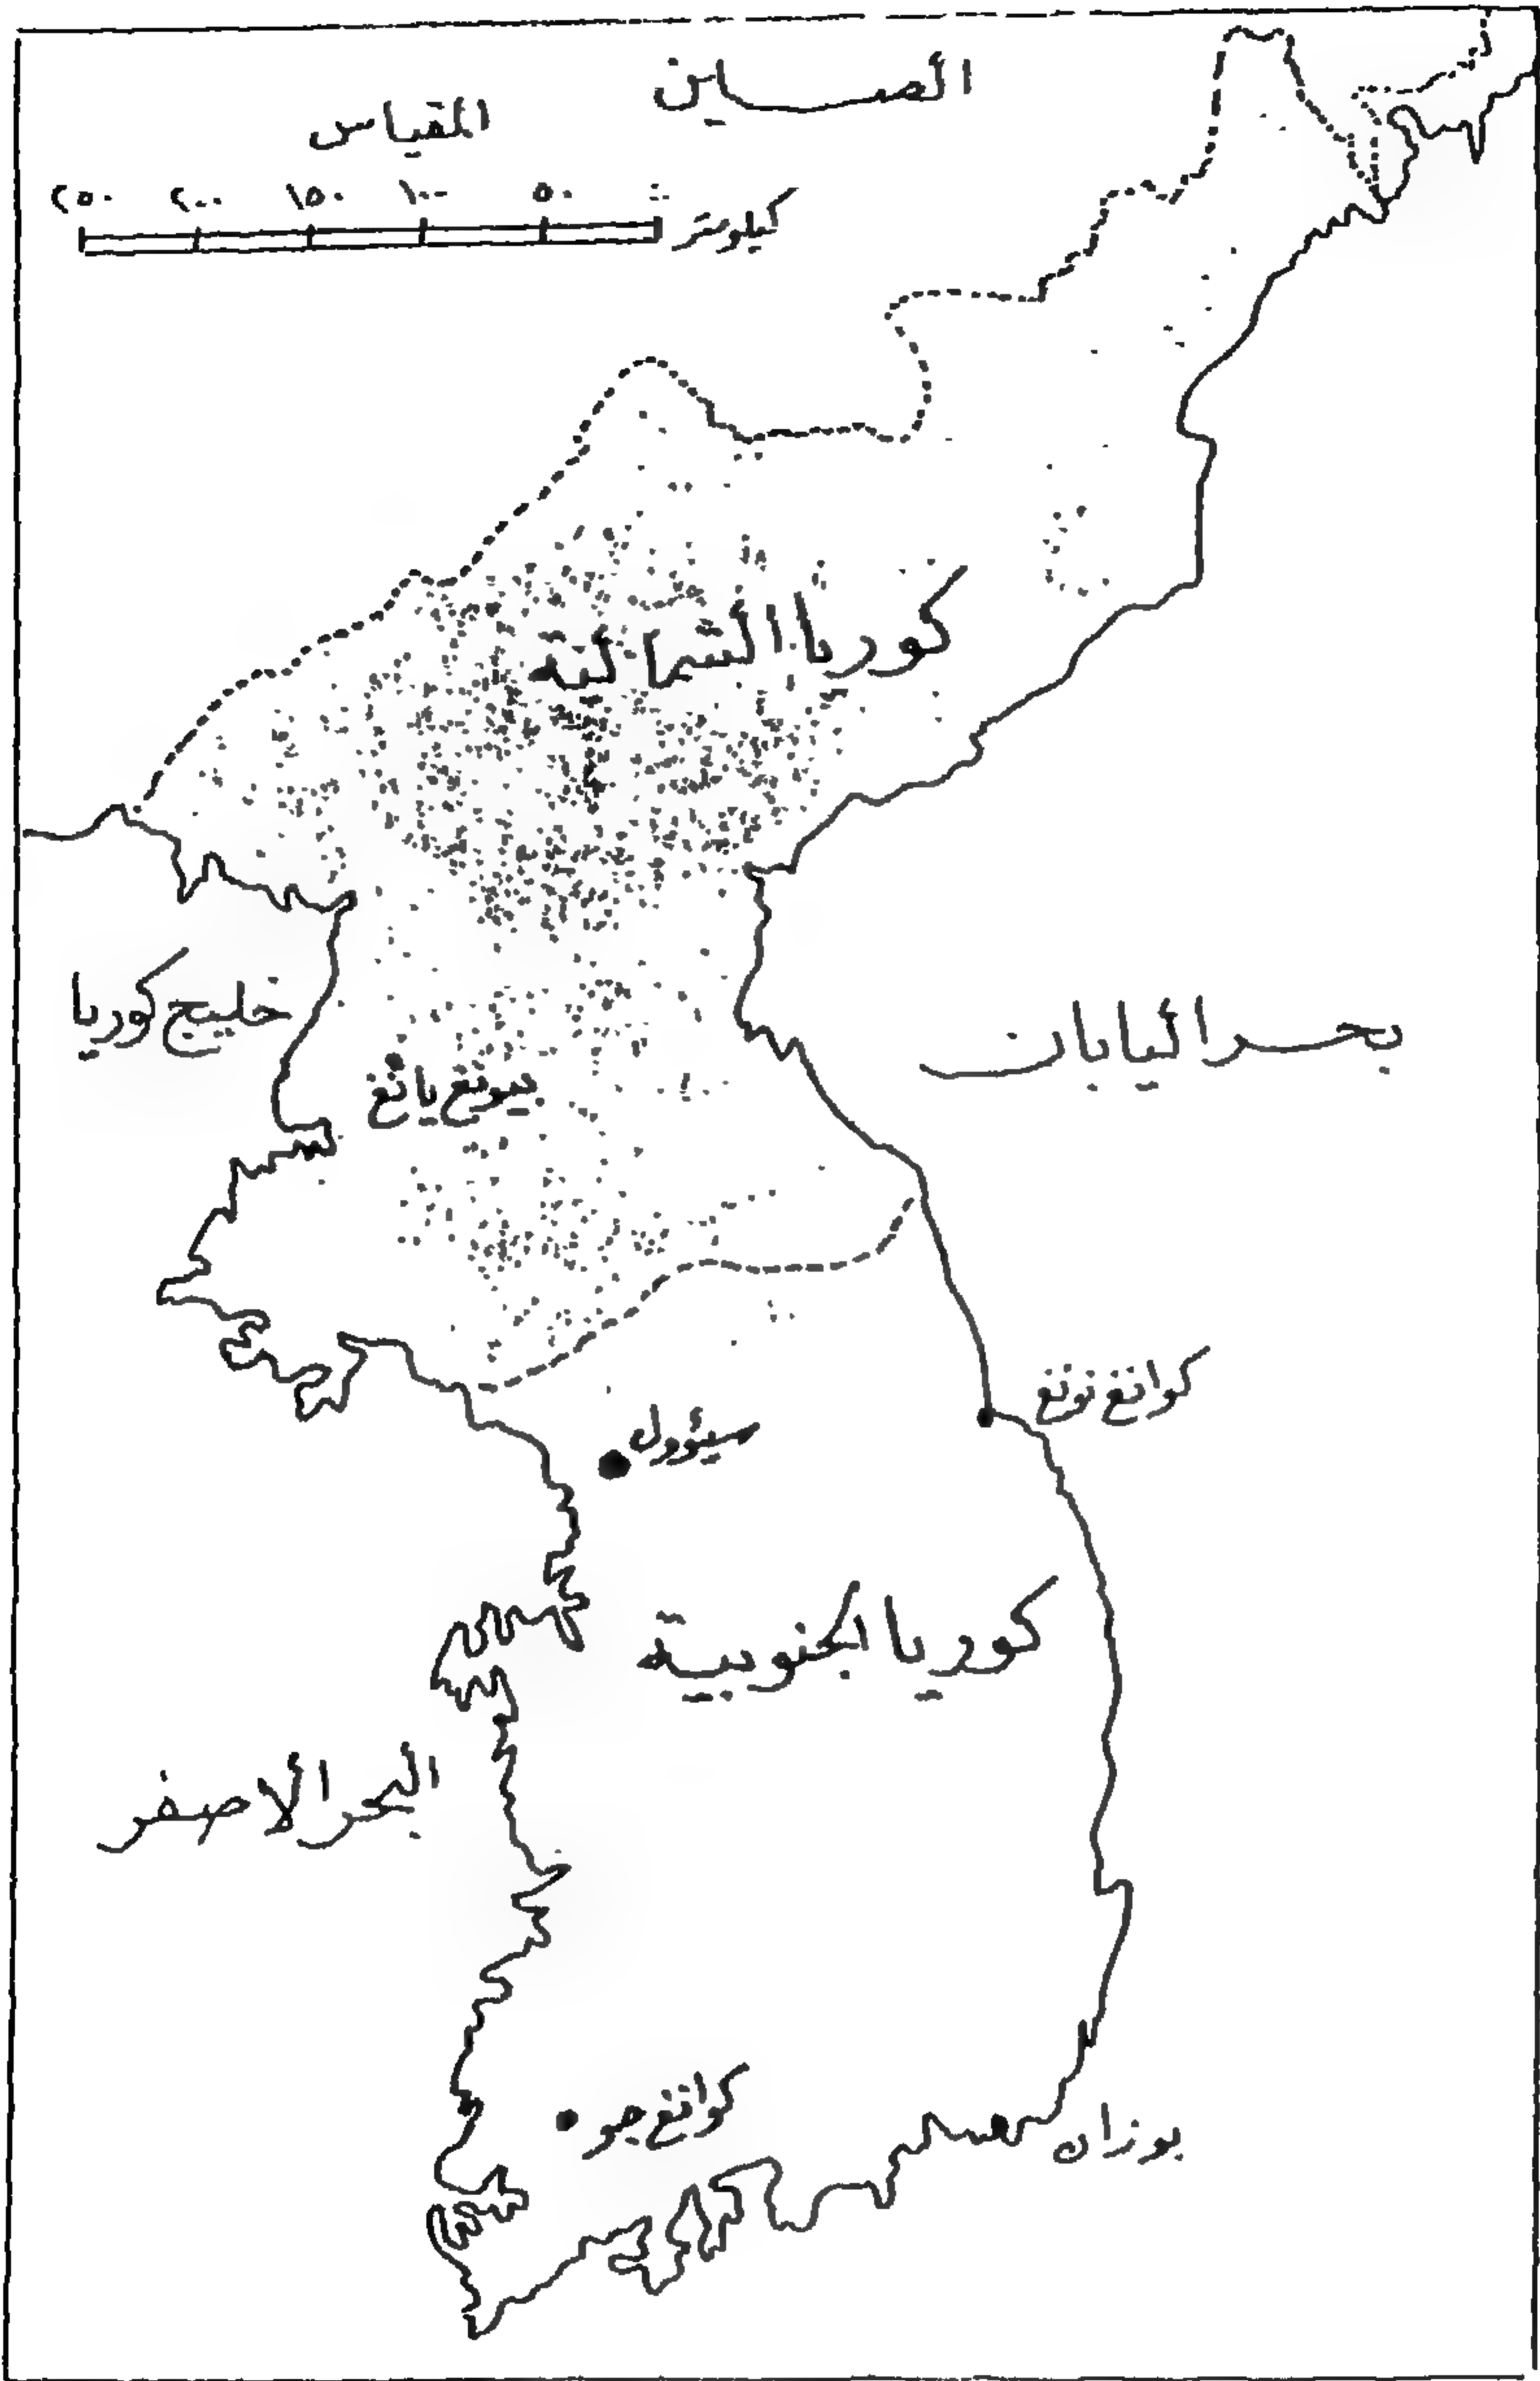 الصين
المقياس
٢٥٠ ٢٠٠ ١٥٠ ١٠٠ ٥٠ ٠
كيلومتر
كوريا الشمالية
خليج كوريا
بحر اليابان
بيونغ يانغ
كوانغ نونغ
سيؤول
كوريا الجنوبية
البحر الاصفر
كوانغ جو
بوزان